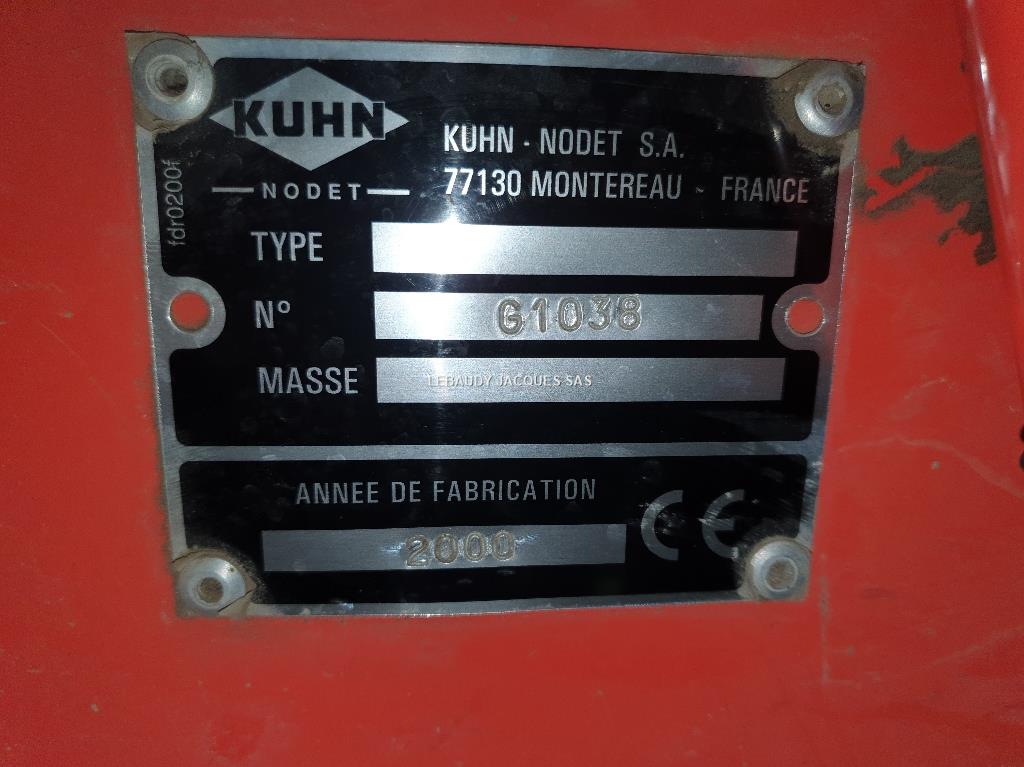 KUHN
NODET
KUHN - NODET S.A.
77130 MONTEREAU - FRANCE
fdr0200f
TYPE
N° G1038
MASSE
LEBAUDY JACQUES SAS
ANNEE DE FABRICATION
2000
CE